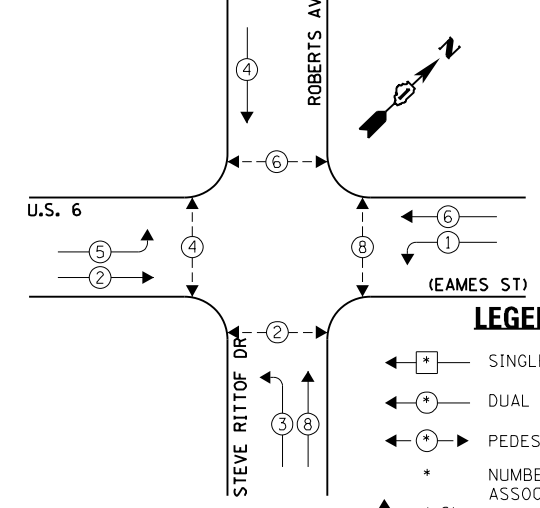 ROBERTS AV
N
4
6
U.S. 6
5
2
4
8
6
1
(EAMES ST)
2
STEVE RITTOF DR
3
8
LEGE
* SINGL
* DUAL
* PEDES
* NUMBE
ASSOC